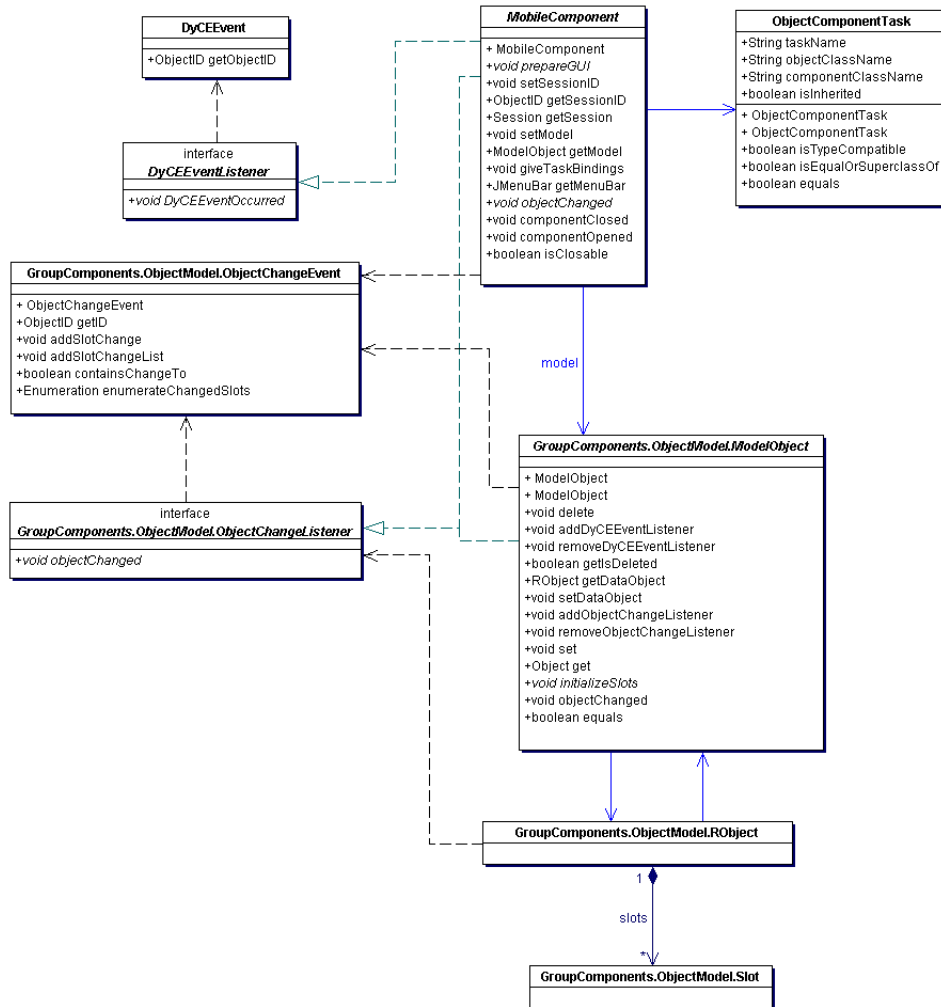 DyCEEvent
+ObjectID getObjectID
interface
DyCEEventListener
+void DyCEEventOccurred
MobileComponent
+ MobileComponent
+void prepareGUI
+void setSessionID
+ObjectID getSessionID
+Session getSession
+void setModel
+ModelObject getModel
+void giveTaskBindings
+JMenuBar getMenuBar
+void objectChanged
+void componentClosed
+void componentOpened
+boolean isClosable
ObjectComponentTask
+String taskName
+String objectClassName
+String componentClassName
+boolean isInherited
+ ObjectComponentTask
+ ObjectComponentTask
+boolean isTypeCompatible
+boolean isEqualOrSuperclassOf
+boolean equals
GroupComponents.ObjectModel.ObjectChangeEvent
+ ObjectChangeEvent
+ObjectID getID
+void addSlotChange
+void addSlotChangeList
+boolean containsChangeTo
+Enumeration enumerateChangedSlots
model
interface
GroupComponents.ObjectModel.ObjectChangeListener
+void objectChanged
GroupComponents.ObjectModel.ModelObject
+ ModelObject
+ ModelObject
+void delete
+void addDyCEEventListener
+void removeDyCEEventListener
+boolean getIsDeleted
+RObject getDataObject
+void setDataObject
+void addObjectChangeListener
+void removeObjectChangeListener
+void set
+Object get
+void initializeSlots
+void objectChanged
+boolean equals
GroupComponents.ObjectModel.RObject
1
slots
*
GroupComponents.ObjectModel.Slot